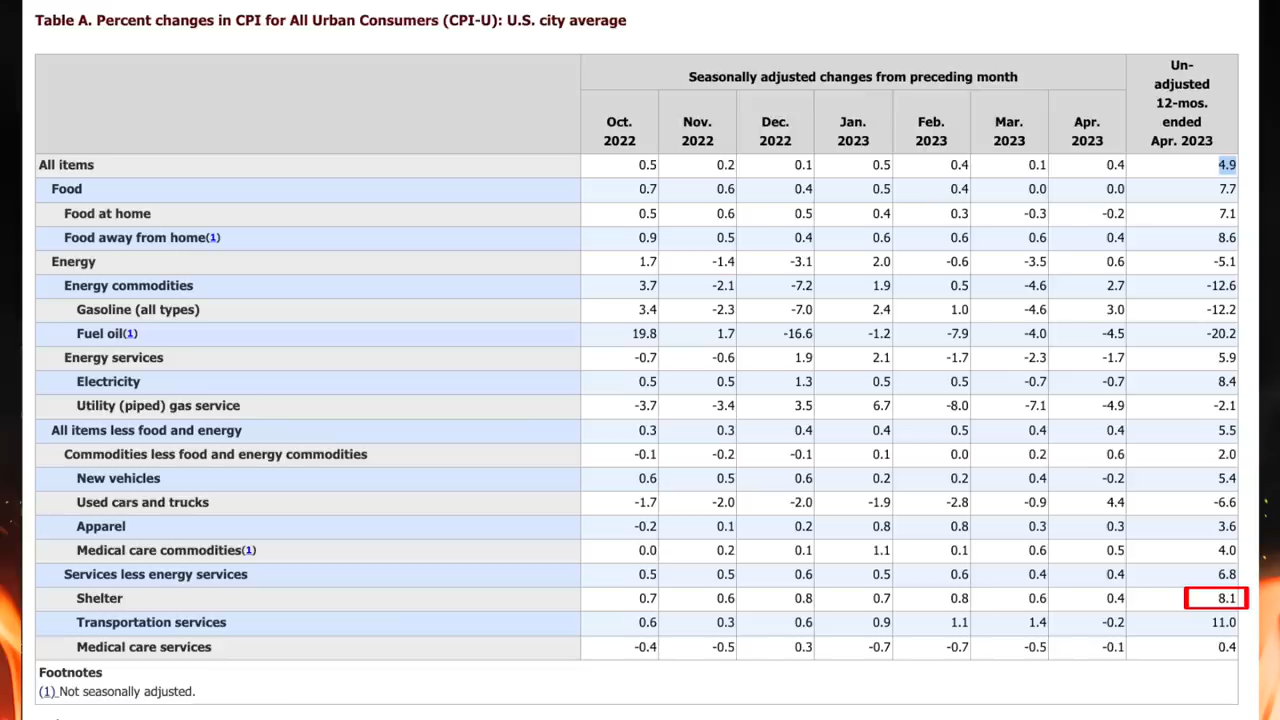 Table A. Percent changes in CPI for All Urban Consumers (CPI-U): U.S. city average
Seasonally adjusted changes from preceding month
Un-
adjusted
12-mos.
ended
Apr. 2023
Oct.
2022
Nov.
2022
Dec.
2022
Jan.
2023
Feb.
2023
Mar.
2023
Apr.
2023
All items 0.5 0.2 0.1 0.5 0.4 0.1 0.4 4.9
Food 0.7 0.6 0.4 0.5 0.4 0.0 0.0 7.7
Food at home 0.5 0.6 0.5 0.4 0.3 -0.3 -0.2 7.1
Food away from home(1) 0.9 0.5 0.4 0.6 0.6 0.6 0.4 8.6
Energy 1.7 -1.4 -3.1 2.0 -0.6 -3.5 0.6 -5.1
Energy commodities 3.7 -2.1 -7.2 1.9 0.5 -4.6 2.7 -12.6
Gasoline (all types) 3.4 -2.3 -7.0 2.4 1.0 -4.6 3.0 -12.2
Fuel oil(1) 19.8 1.7 -16.6 -1.2 -7.9 -4.0 -4.5 -20.2
Energy services -0.7 -0.6 1.9 2.1 -1.7 -2.3 -1.7 5.9
Electricity 0.5 0.5 1.3 0.5 0.5 -0.7 -0.7 8.4
Utility (piped) gas service -3.7 -3.4 3.5 6.7 -8.0 -7.1 -4.9 -2.1
All items less food and energy 0.3 0.3 0.4 0.4 0.5 0.4 0.4 5.5
Commodities less food and energy commodities -0.1 -0.2 -0.1 0.1 0.0 0.2 0.6 2.0
New vehicles 0.6 0.5 0.6 0.2 0.2 0.4 -0.2 5.4
Used cars and trucks -1.7 -2.0 -2.0 -1.9 -2.8 -0.9 4.4 -6.6
Apparel -0.2 0.1 0.2 0.8 0.8 0.3 0.3 3.6
Medical care commodities(1) 0.0 0.2 0.1 1.1 0.1 0.6 0.5 4.0
Services less energy services 0.5 0.5 0.6 0.5 0.6 0.4 0.4 6.8
Shelter 0.7 0.6 0.8 0.7 0.8 0.6 0.4 8.1
Transportation services 0.6 0.3 0.6 0.9 1.1 1.4 -0.2 11.0
Medical care services -0.4 -0.5 0.3 -0.7 -0.7 -0.5 -0.1 0.4
Footnotes
(1) Not seasonally adjusted.